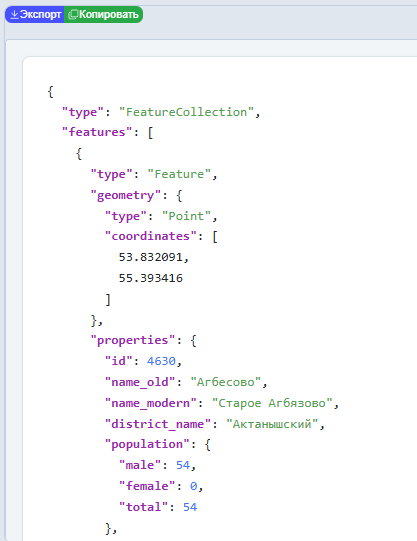 Экспорт Копировать
{
  "type": "FeatureCollection",
  "features": [
    {
      "type": "Feature",
      "geometry": {
        "type": "Point",
        "coordinates": [
          53.832091,
          55.393416
        ]
      },
      "properties": {
        "id": 4630,
        "name_old": "Агбесово",
        "name_modern": "Старое Агбязово",
        "district_name": "Актанышский",
        "population": {
          "male": 54,
          "female": 0,
          "total": 54
        },